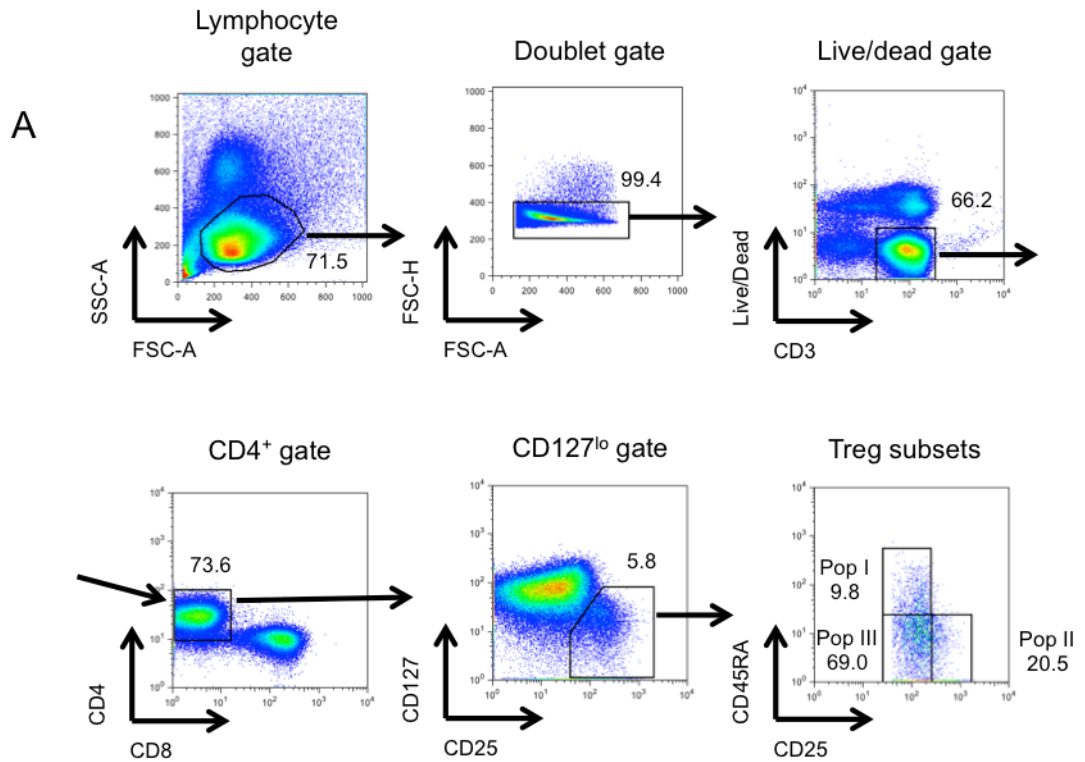 A
Lymphocyte
gate
1000
800
600
400
200
0
0 200 400 600 800 1000
71.5
SSC-A
FSC-A
Doublet gate
1000
800
600
400
200
0
0 200 400 600 800 1000
99.4
FSC-H
FSC-A
Live/dead gate
10⁴
10³
10²
10¹
10⁰
10⁰ 10¹ 10² 10³ 10⁴
66.2
Live/Dead
CD3
CD4⁺ gate
10⁴
10³
10²
10¹
10⁰
10⁰ 10¹ 10² 10³ 10⁴
73.6
CD4
CD8
CD127ˡᵒ gate
10⁴
10³
10²
10¹
10⁰
10⁰ 10¹ 10² 10³ 10⁴
5.8
CD127
CD25
Treg subsets
10⁴
10³
10²
10¹
10⁰
10⁰ 10¹ 10² 10³ 10⁴
Pop I
9.8
Pop III
69.0
Pop II
20.5
CD45RA
CD25